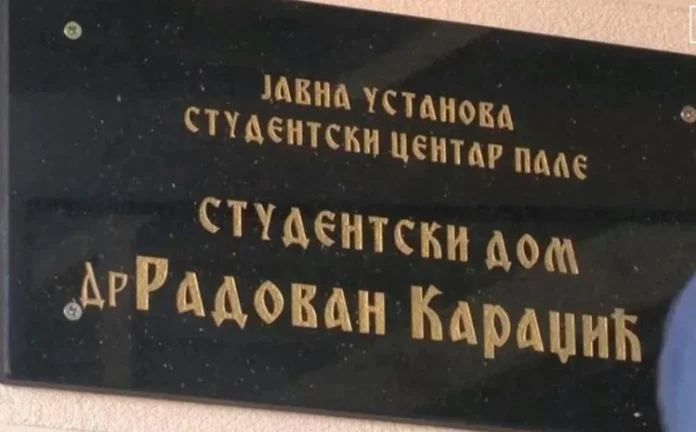 ЈАВНА УСТАНОВА
СТУДЕНТСКИ ЦЕНТАР ПАЛЕ
СТУДЕНТСКИ ДОМ
ДР РАДОВАН КАРАЏИЋ